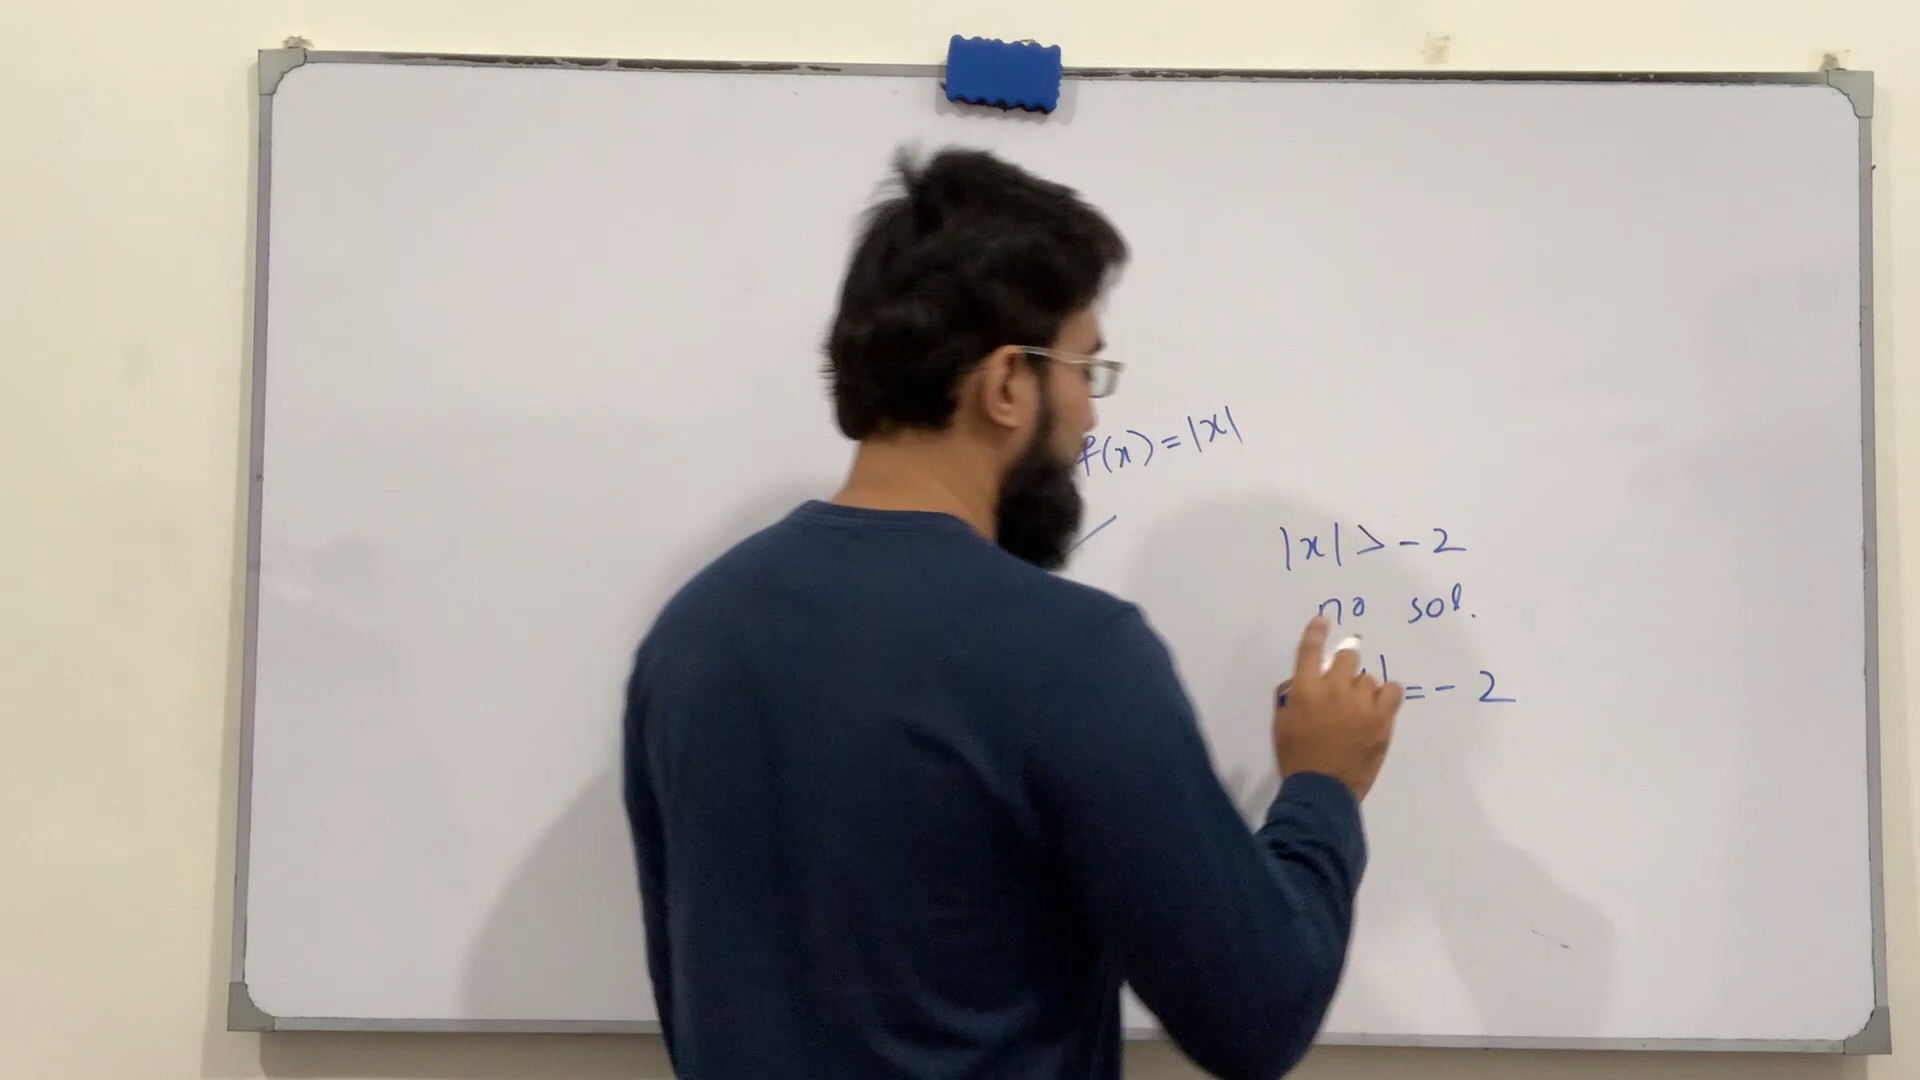 f(x) = |x|
|x| > - 2
no sol.
| = - 2